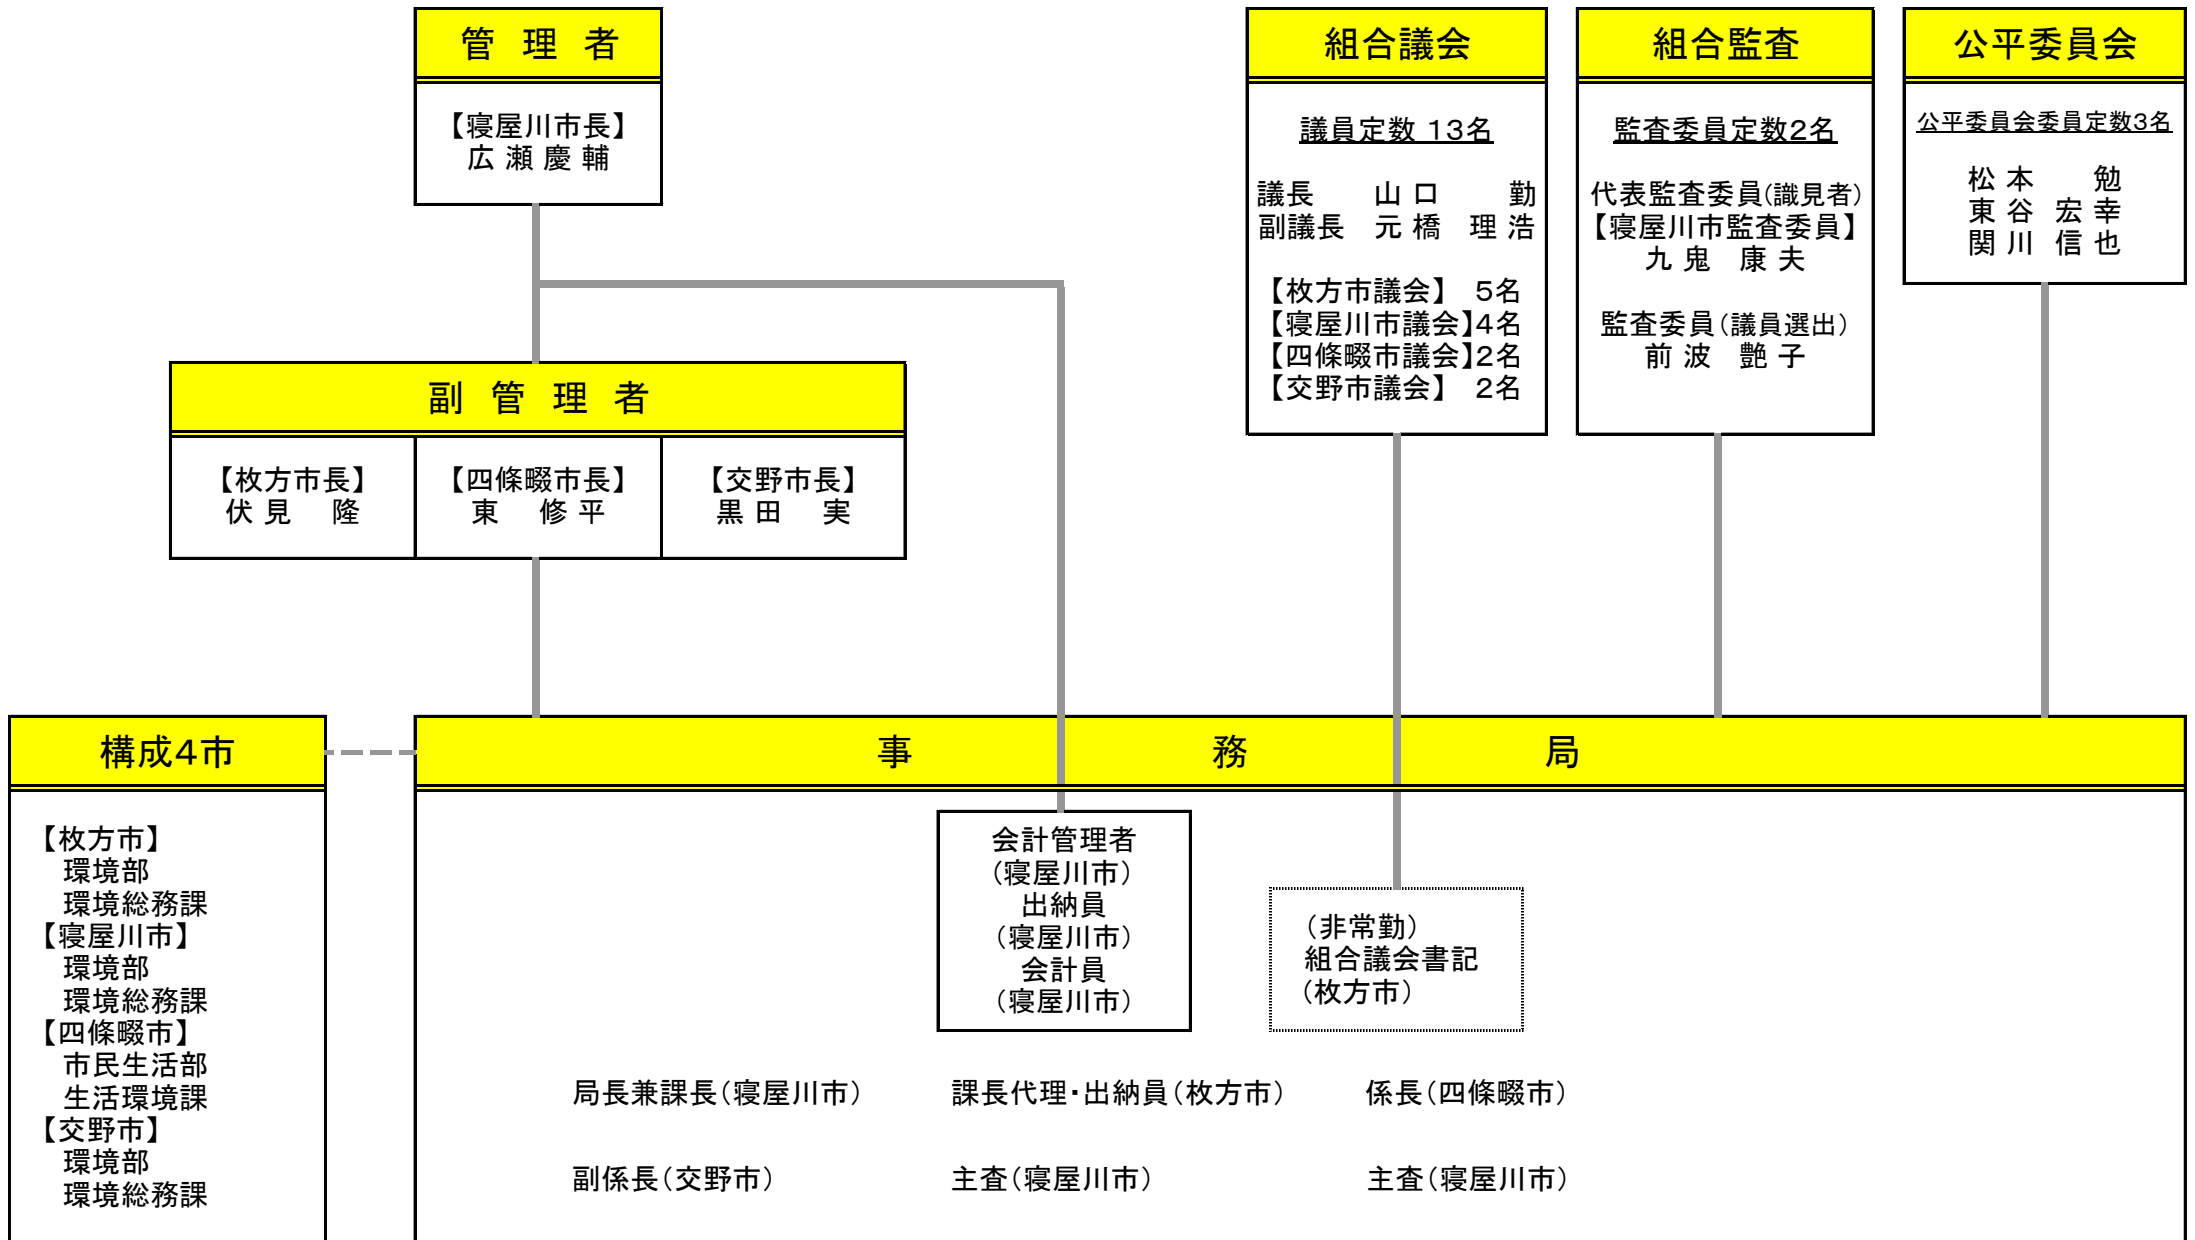 管 理 者
【寝屋川市長】
広 瀬 慶 輔
副 管 理 者
【枚方市長】
伏 見 隆
【四條畷市長】
東 修 平
【交野市長】
黒 田 実
組合議会
議員定数 13名
議長 山 口 勤
副議長 元 橋 理 浩
【枚方市議会】 5名
【寝屋川市議会】4名
【四條畷市議会】2名
【交野市議会】 2名
組合監査
監査委員定数2名
代表監査委員(識見者)
【寝屋川市監査委員】
九 鬼 康 夫
監査委員(議員選出)
前 波 艶 子
公平委員会
公平委員会委員定数3名
松 本 勉
東 谷 宏 幸
関 川 信 也
構成4市
【枚方市】
環境部
環境総務課
【寝屋川市】
環境部
環境総務課
【四條畷市】
市民生活部
生活環境課
【交野市】
環境部
環境総務課
事 務 局
会計管理者
(寝屋川市)
出納員
(寝屋川市)
会計員
(寝屋川市)
(非常勤)
組合議会書記
(枚方市)
局長兼課長(寝屋川市) 課長代理・出納員(枚方市) 係長(四條畷市)
副係長(交野市) 主査(寝屋川市) 主査(寝屋川市)